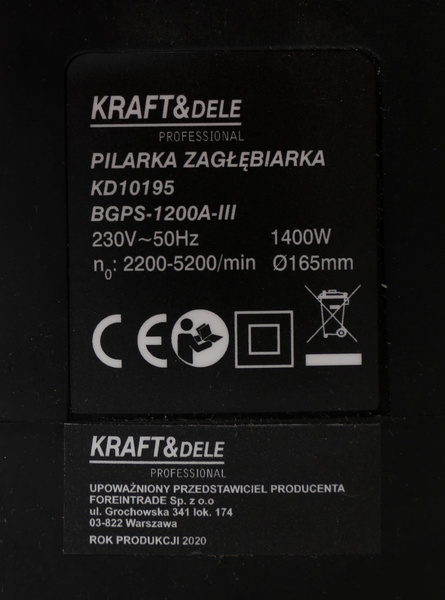 KRAFT&DELE
PROFESSIONAL
PILARKA ZAGŁĘBIARKA
KD10195
BGPS-1200A-III
230V~50Hz 1400W
n₀: 2200-5200/min Ø165mm
CE
KRAFT&DELE
PROFESSIONAL
UPOWAŻNIONY PRZEDSTAWICIEL PRODUCENTA
FOREINTRADE Sp. z o.o
ul. Grochowska 341 lok. 174
03-822 Warszawa
ROK PRODUKCJI 2020